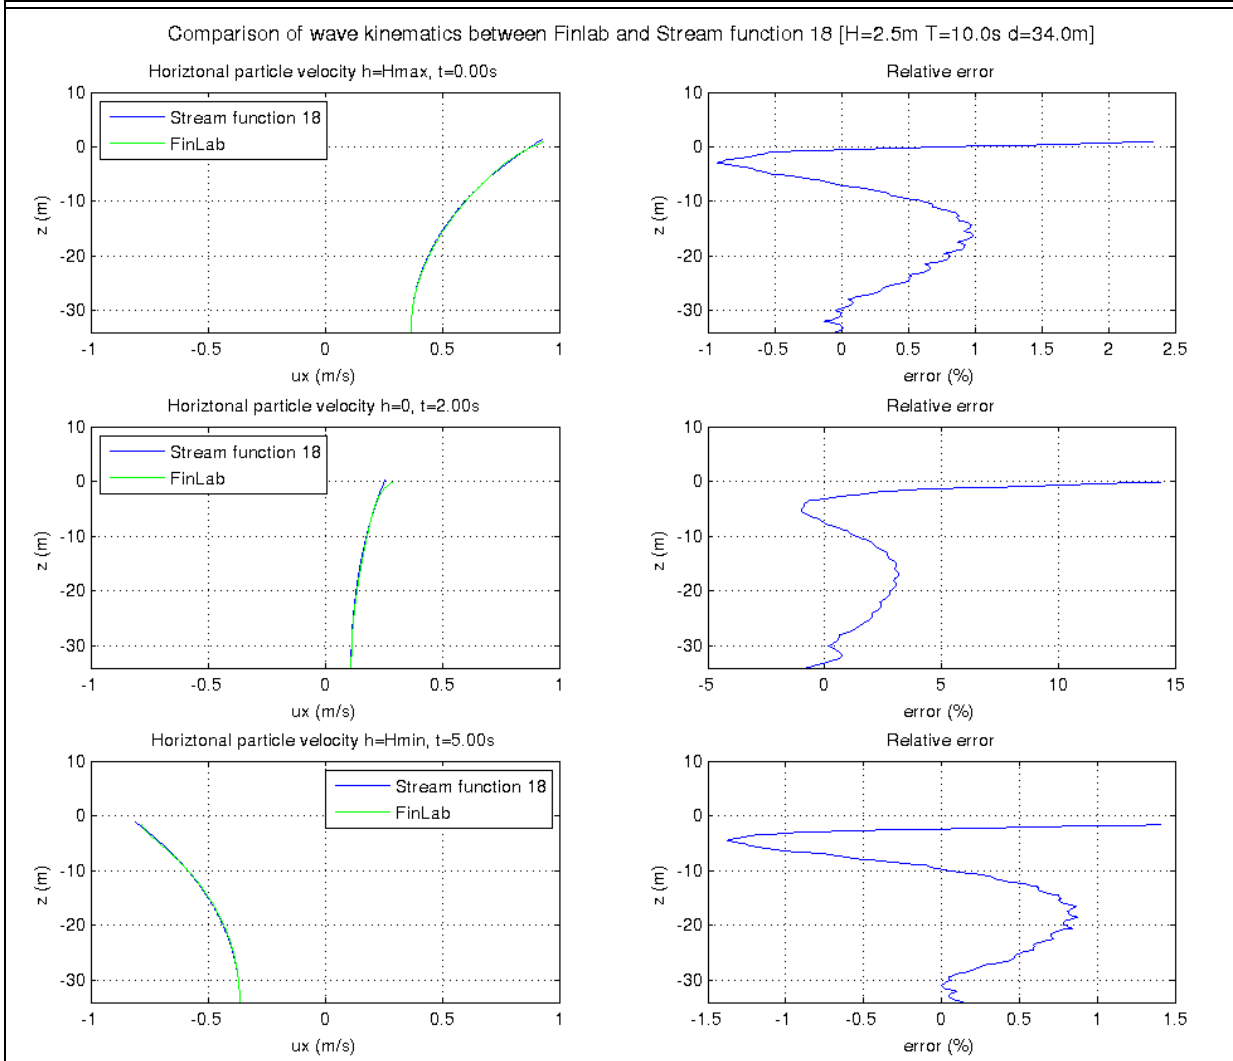 Comparison of wave kinematics between Finlab and Stream function 18 [H=2.5m T=10.0s d=34.0m]
Horiztonal particle velocity h=Hmax, t=0.00s
10
0
-10
-20
-30
z (m)
Stream function 18
FinLab
-1 -0.5 0 0.5 1
ux (m/s)
Relative error
10
0
-10
-20
-30
z (m)
-1 -0.5 0 0.5 1 1.5 2 2.5
error (%)
Horiztonal particle velocity h=0, t=2.00s
10
0
-10
-20
-30
z (m)
Stream function 18
FinLab
-1 -0.5 0 0.5 1
ux (m/s)
Relative error
10
0
-10
-20
-30
z (m)
-5 0 5 10 15
error (%)
Horiztonal particle velocity h=Hmin, t=5.00s
10
0
-10
-20
-30
z (m)
Stream function 18
FinLab
-1 -0.5 0 0.5 1
ux (m/s)
Relative error
10
0
-10
-20
-30
z (m)
-1.5 -1 -0.5 0 0.5 1 1.5
error (%)